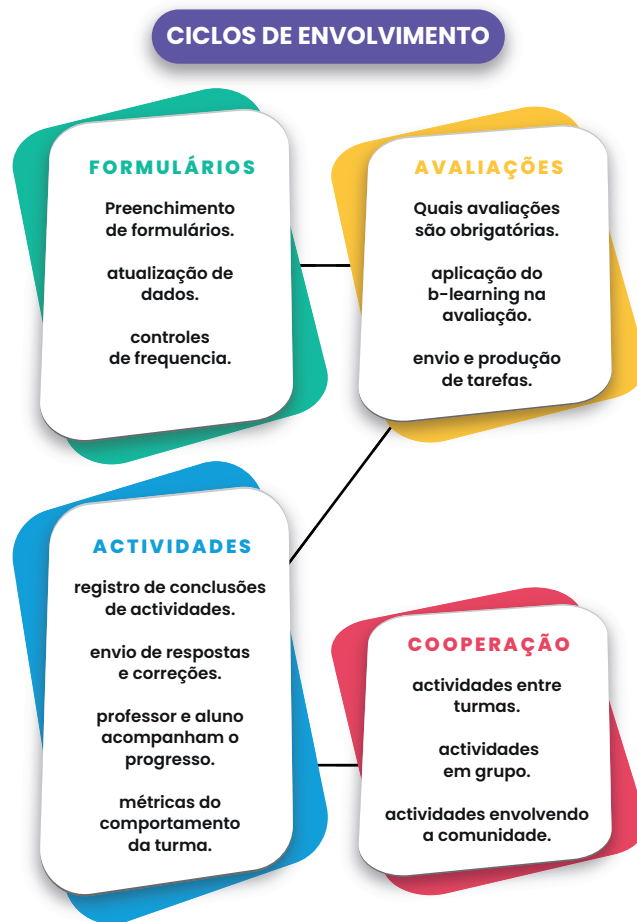 CICLOS DE ENVOLVIMENTO
FORMULÁRIOS
Preenchimento
de formulários.
atualização de
dados.
controles
de frequencia.
AVALIAÇÕES
Quais avaliações
são obrigatórias.
aplicação do
b-learning na
avaliação.
envio e produção
de tarefas.
ACTIVIDADES
registro de conclusões
de actividades.
envio de respostas
e correções.
professor e aluno
acompanham o
progresso.
métricas do
comportamento
da turma.
COOPERAÇÃO
actividades entre
turmas.
actividades
em grupo.
actividades envolvendo
a comunidade.